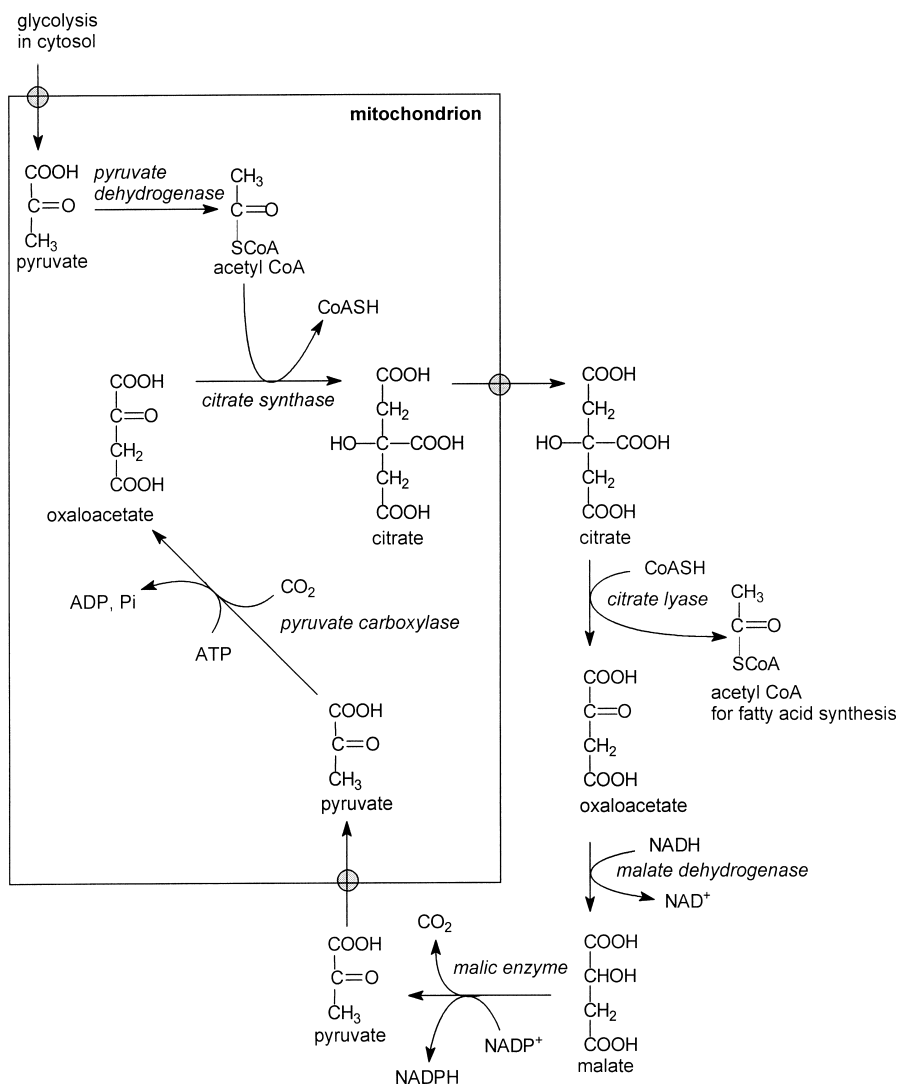 glycolysis
in cytosol
mitochondrion
COOH
C=O
CH3
pyruvate
pyruvate
dehydrogenase
CH3
C=O
SCoA
acetyl CoA
CoASH
citrate synthase
COOH
C=O
CH2
COOH
oxaloacetate
COOH
CH2
HO—C—COOH
CH2
COOH
citrate
COOH
CH2
HO—C—COOH
CH2
COOH
citrate
CoASH
citrate lyase
CH3
C=O
SCoA
acetyl CoA
for fatty acid synthesis
ADP, Pi
CO2
pyruvate carboxylase
ATP
COOH
C=O
CH3
pyruvate
COOH
C=O
CH2
COOH
oxaloacetate
NADH
malate dehydrogenase
NAD+
COOH
CHOH
CH2
COOH
malate
CO2
malic enzyme
NADP+
NADPH
COOH
C=O
CH3
pyruvate